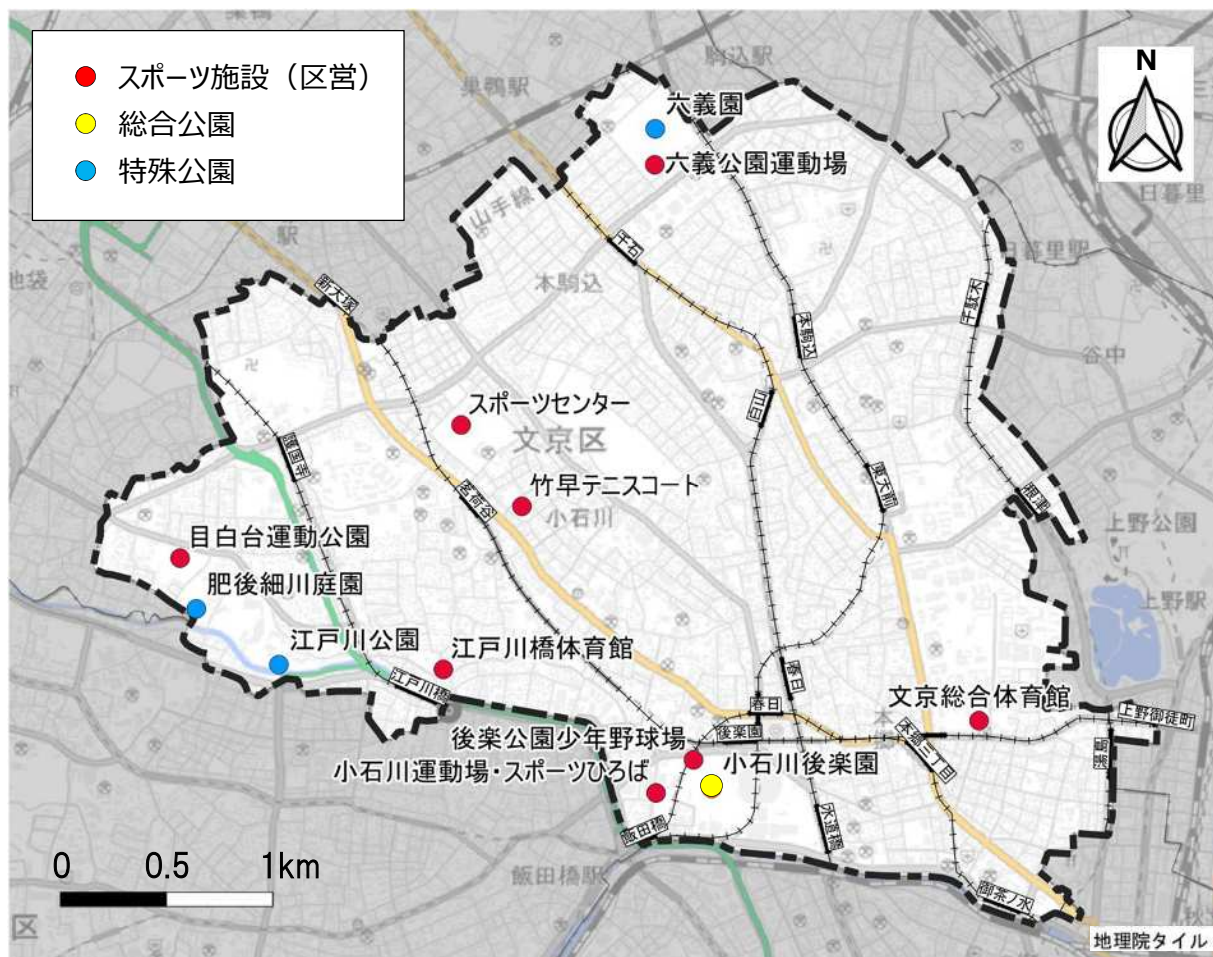 スポーツ施設（区営）
総合公園
特殊公園
N
巣鴨駅
駒込駅
六義園
六義公園運動場
日暮里
日暮里駅
山手線
駅
千石
池袋
本駒込
新大塚
本駒込
千駄木
谷中
白山
スポーツセンター
文京区
護国寺
茗荷谷
東大前
竹早テニスコート
小石川
根津
上野公園
目白台運動公園
肥後細川庭園
上野駅
江戸川公園
江戸川橋体育館
江戸川橋
春日
春日
文京総合体育館
上野御徒町
後楽園
本郷三丁目
湯島
後楽公園少年野球場
小石川後楽園
小石川運動場・スポーツひろば
飯田橋
水道橋
0 0.5 1km
飯田橋駅
御茶ノ水
区
地理院タイル